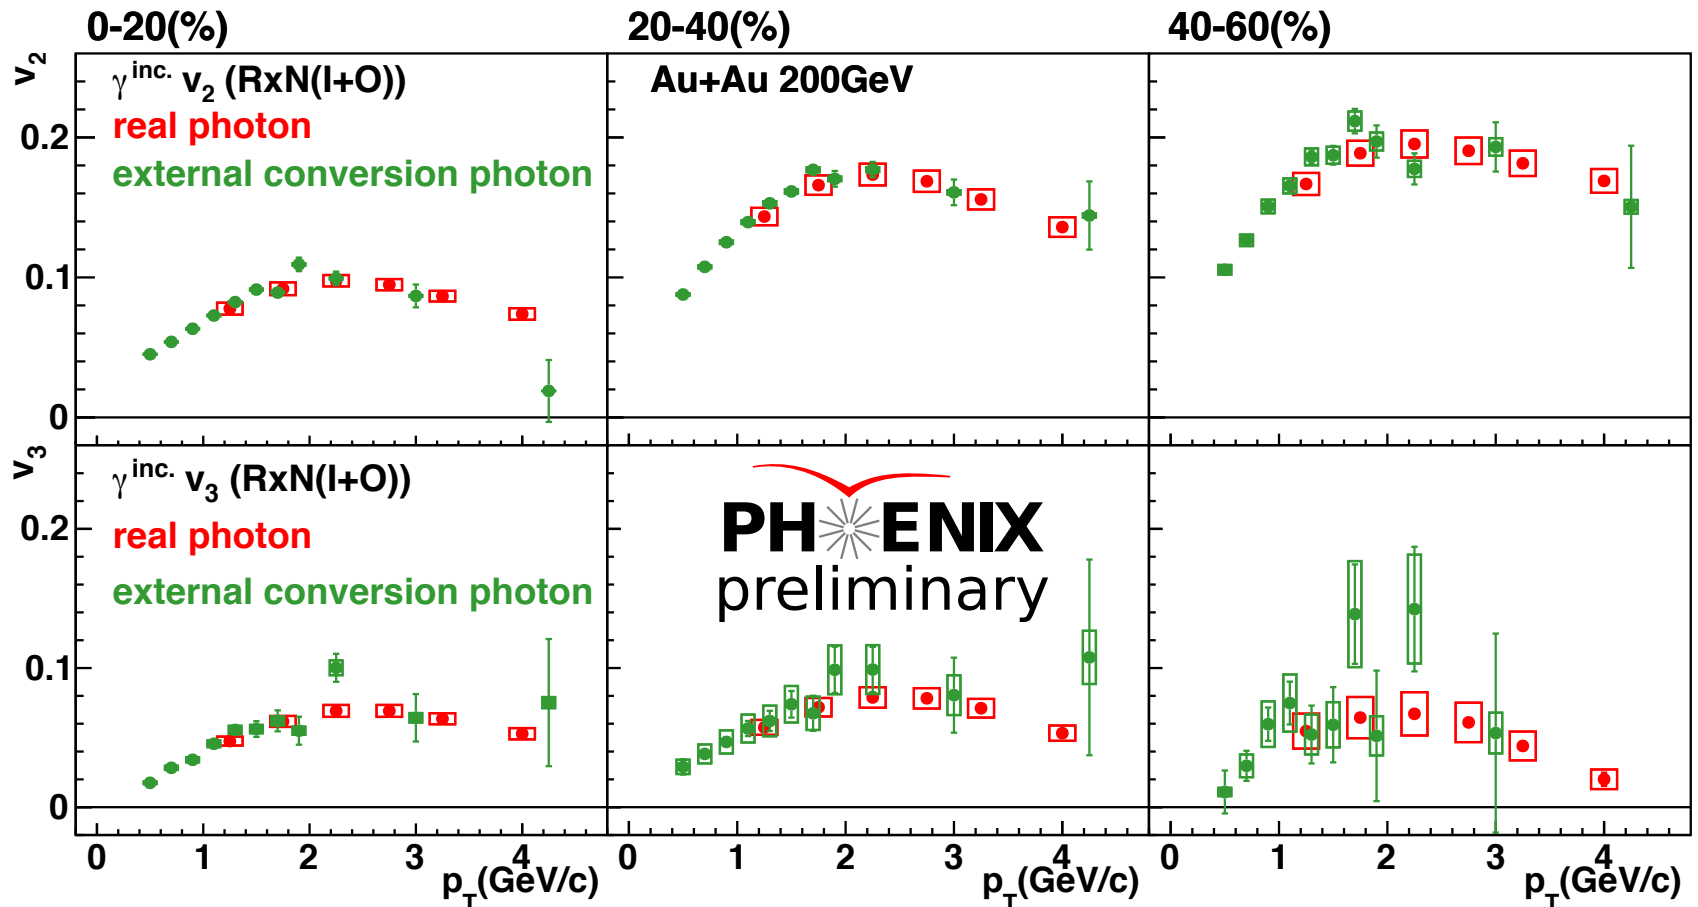 0-20(%)
20-40(%)
40-60(%)
v2
γ inc. v2 (RxN(I+O))
real photon
external conversion photon
Au+Au 200GeV
0.2
0.1
0
v3
γ inc. v3 (RxN(I+O))
real photon
external conversion photon
PHENIX
preliminary
0.2
0.1
0
0 1 2 3 4
0 1 2 3 4
0 1 2 3 4
pT(GeV/c)
pT(GeV/c)
pT(GeV/c)